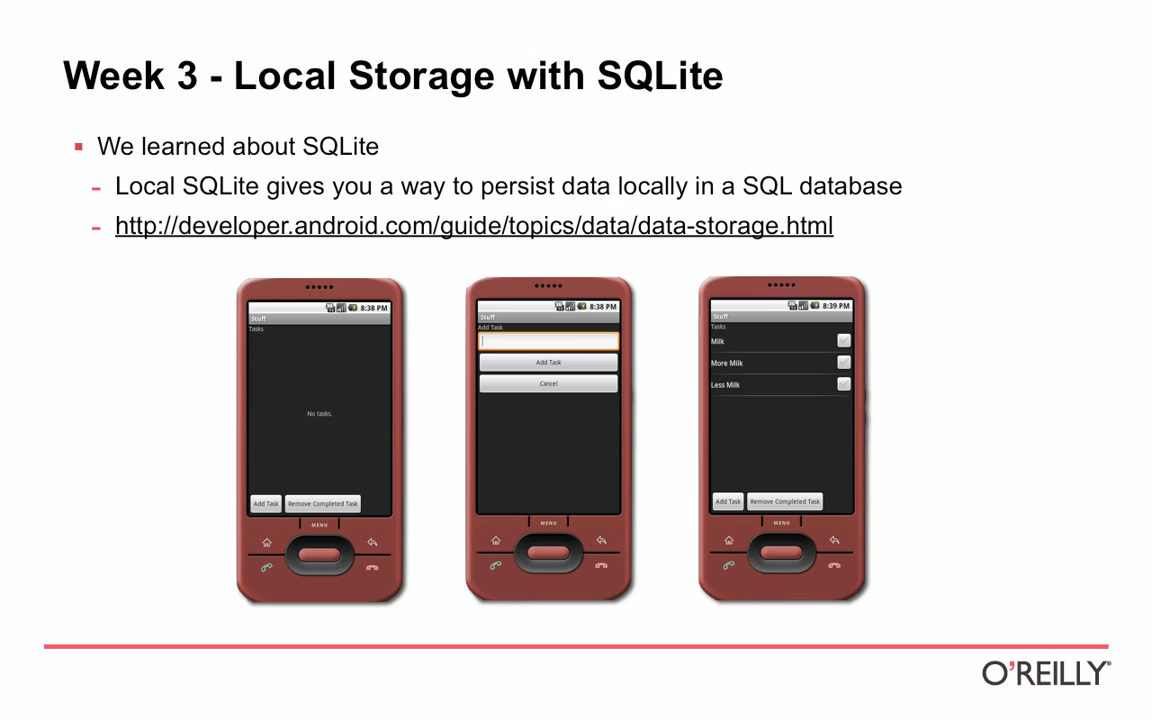 Week 3 - Local Storage with SQLite
We learned about SQLite
Local SQLite gives you a way to persist data locally in a SQL database
http://developer.android.com/guide/topics/data/data-storage.html
8:38 PM
Stuff
Tasks
No tasks.
Add Task
Remove Completed Task
MENU
8:38 PM
Stuff
Add Task
Add Task
Cancel
MENU
8:39 PM
Stuff
Tasks
Milk
More Milk
Less Milk
Add Task
Remove Completed Task
MENU
O'REILLY®